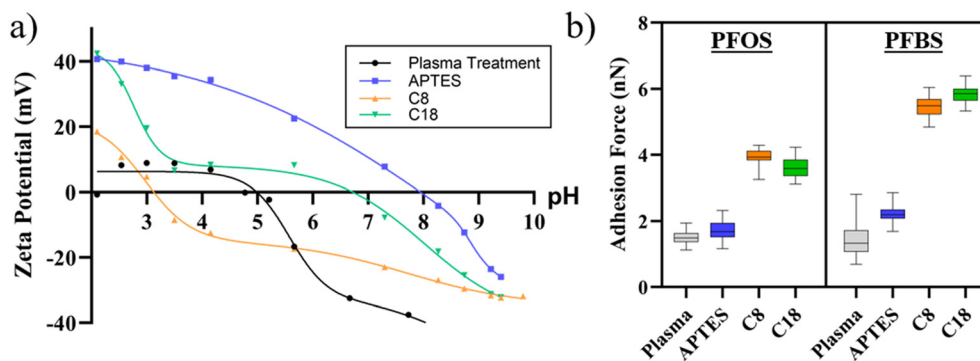 a)
Zeta Potential (mV)
40
20
0
-20
-40
3 4 5 6 7 8 9 10
pH
Plasma Treatment
APTES
C8
C18
b)
Adhesion Force (nN)
8
6
4
2
0
PFOS PFBS
Plasma APTES C8 C18 Plasma APTES C8 C18